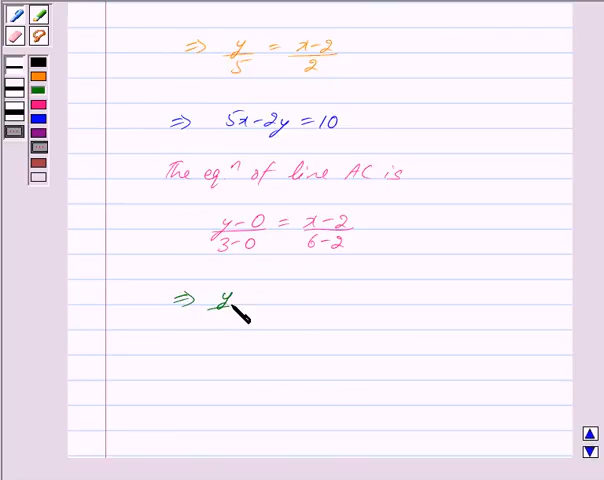 ⇒ y/5 = x-2/2
⇒ 5x-2y = 10
The eqⁿ of line AC is
y-0/3-0 = x-2/6-2
⇒ y